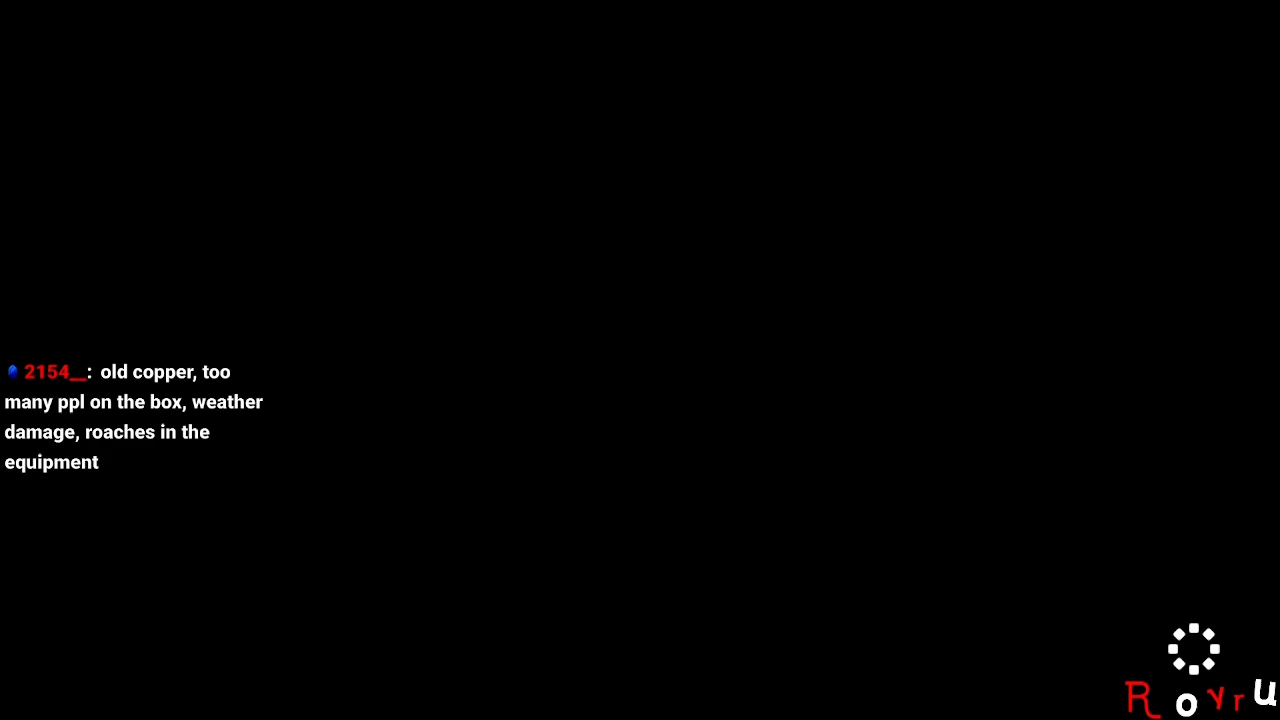 2154__: old copper, too
many ppl on the box, weather
damage, roaches in the
equipment
R o y r u